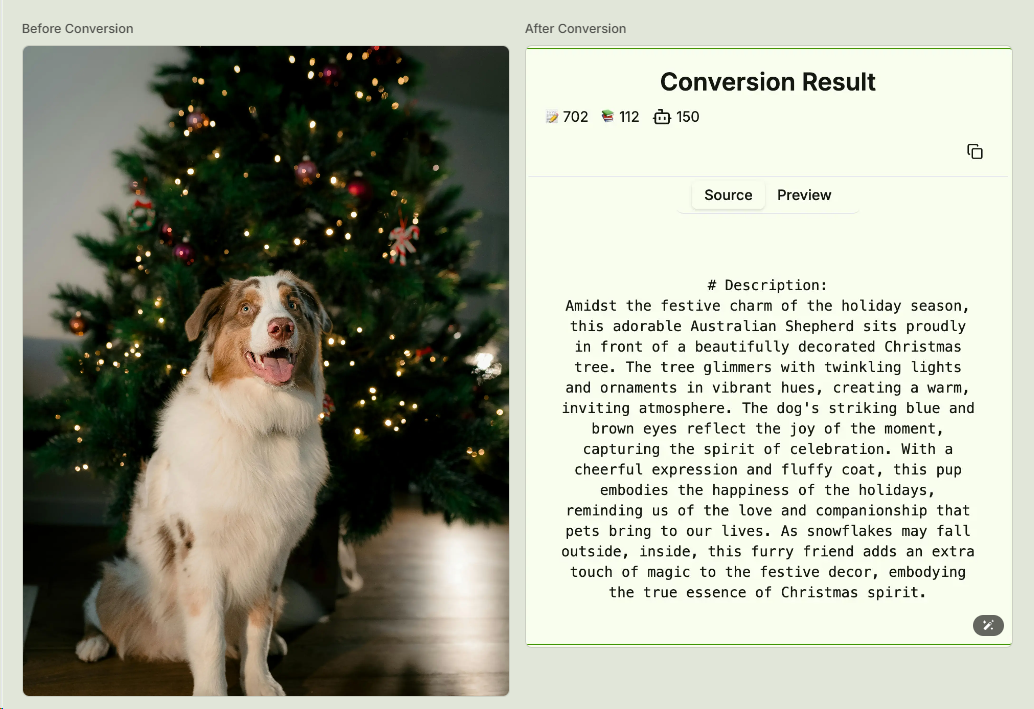 Before Conversion
After Conversion
Conversion Result
702 112 150
Source Preview
# Description:
Amidst the festive charm of the holiday season,
this adorable Australian Shepherd sits proudly
in front of a beautifully decorated Christmas
tree. The tree glimmers with twinkling lights
and ornaments in vibrant hues, creating a warm,
inviting atmosphere. The dog's striking blue and
brown eyes reflect the joy of the moment,
capturing the spirit of celebration. With a
cheerful expression and fluffy coat, this pup
embodies the happiness of the holidays,
reminding us of the love and companionship that
pets bring to our lives. As snowflakes may fall
outside, inside, this furry friend adds an extra
touch of magic to the festive decor, embodying
the true essence of Christmas spirit.